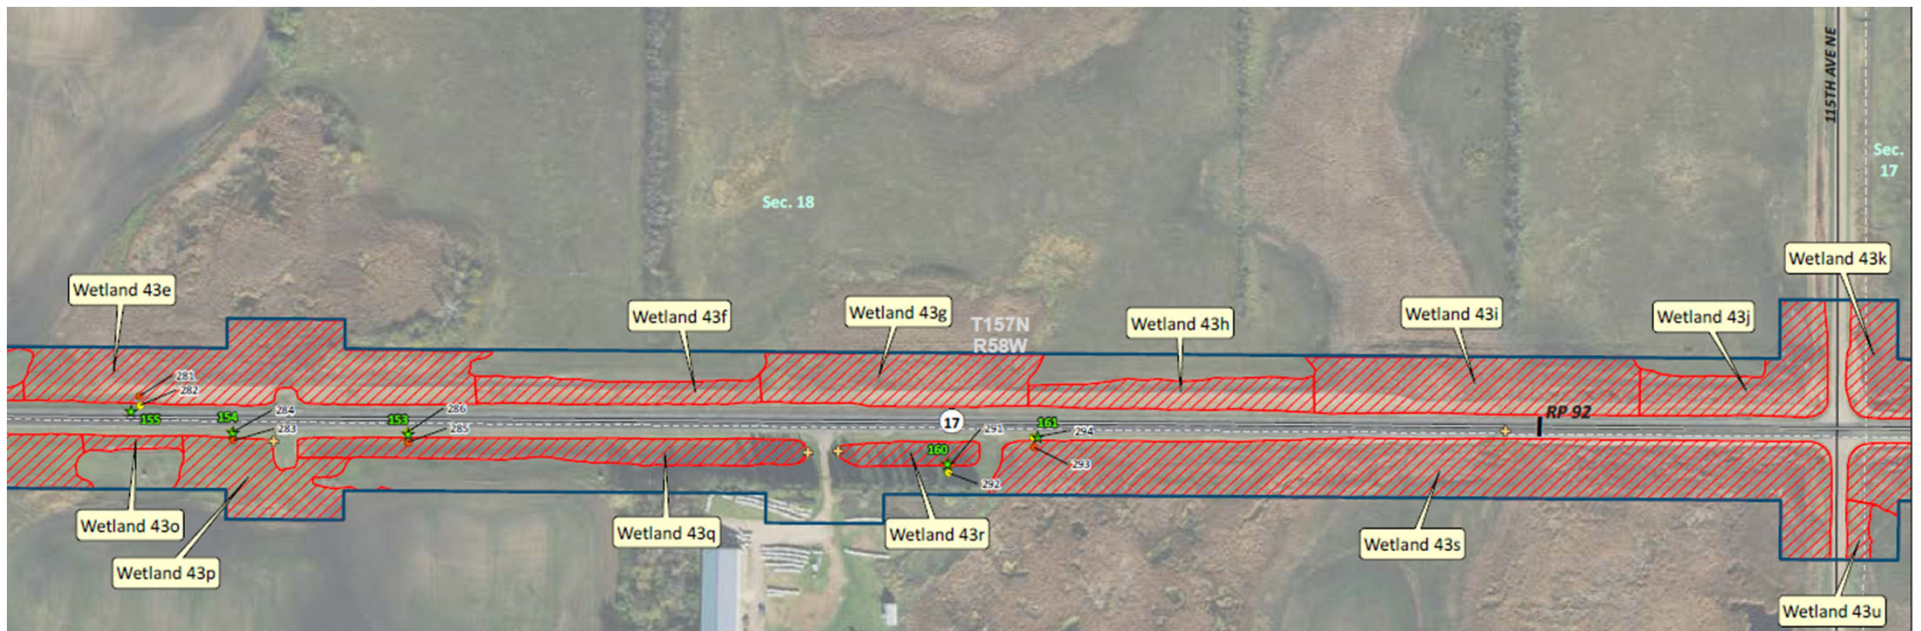 115TH AVE NE
Sec.
17
Sec. 18
Wetland 43k
Wetland 43e
Wetland 43f
Wetland 43g
T157N
R58W
Wetland 43h
Wetland 43i
Wetland 43j
281
282
155
154
284
283
153
286
285
17
291
160
292
161
294
293
RP 92
Wetland 43o
Wetland 43p
Wetland 43q
Wetland 43r
Wetland 43s
Wetland 43u